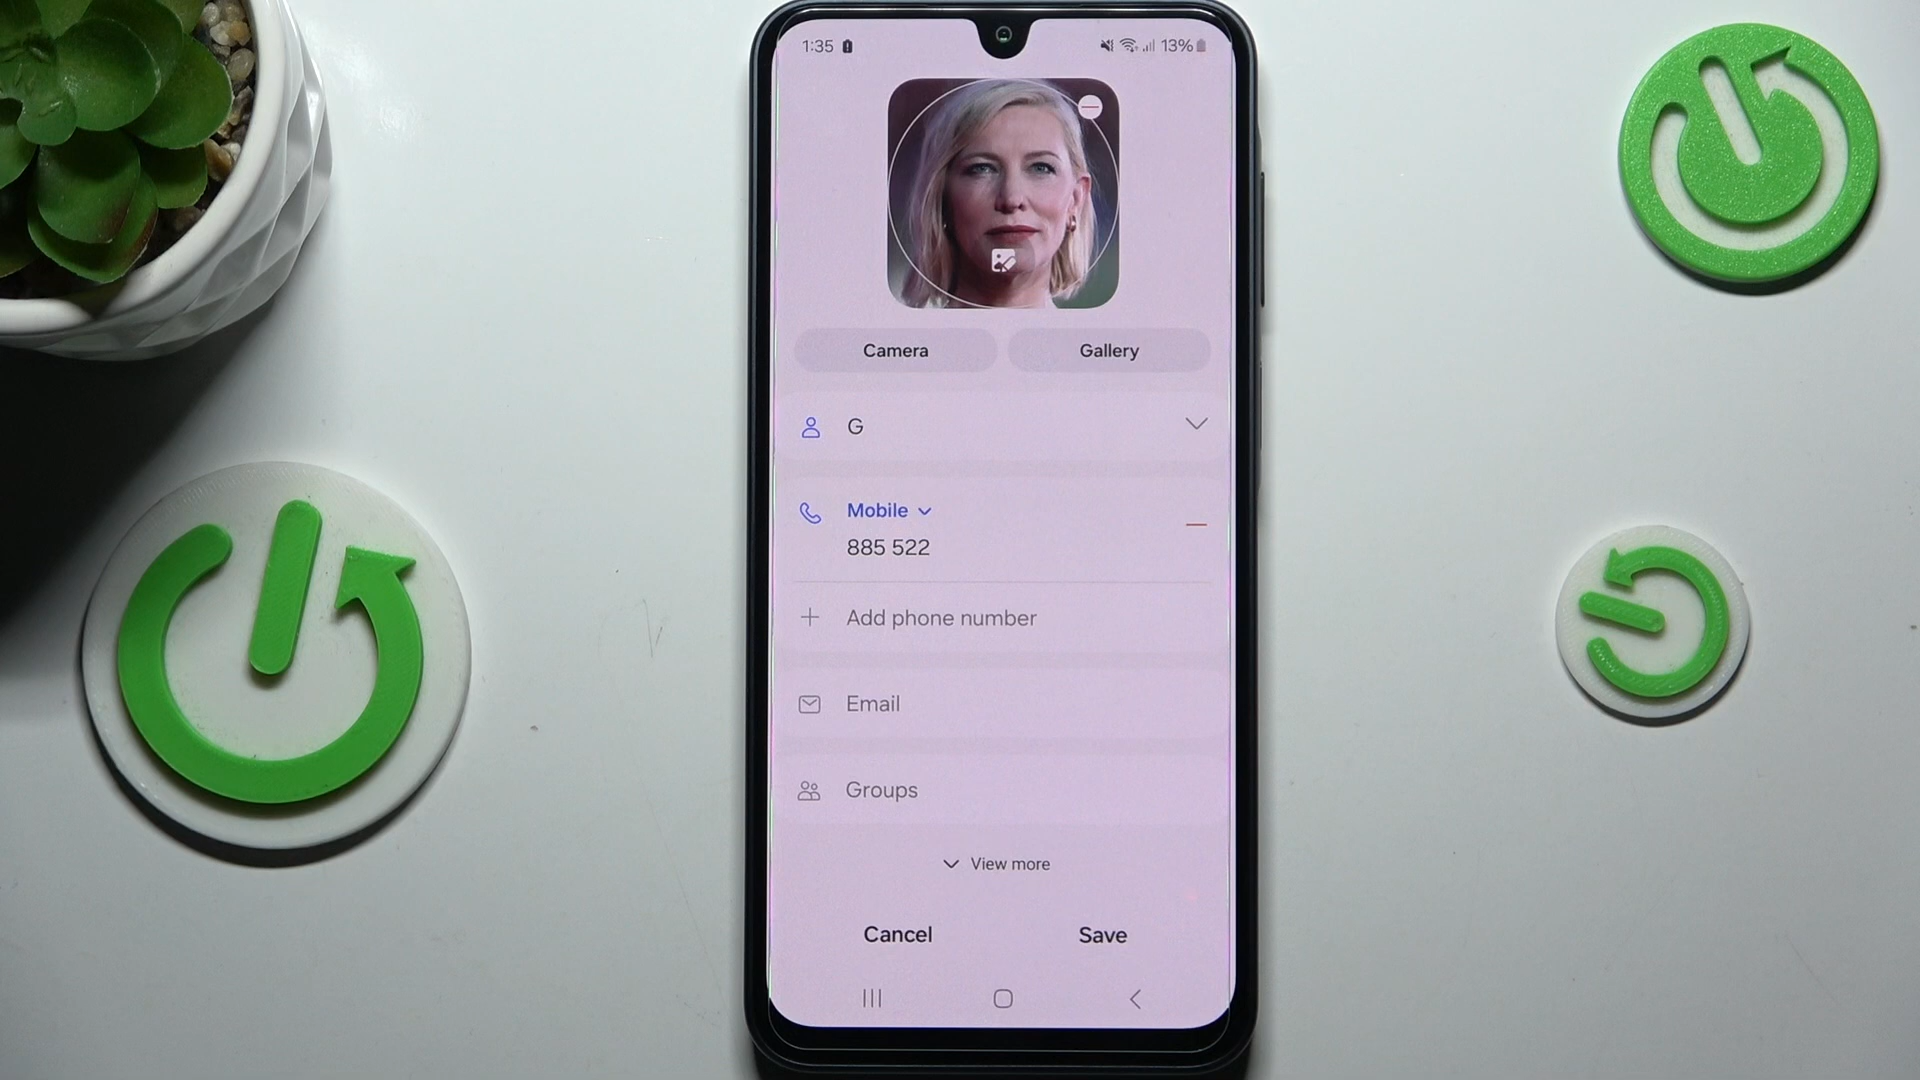 1:35 13%
Camera Gallery
G
Mobile
885 522
Add phone number
Email
Groups
View more
Cancel Save